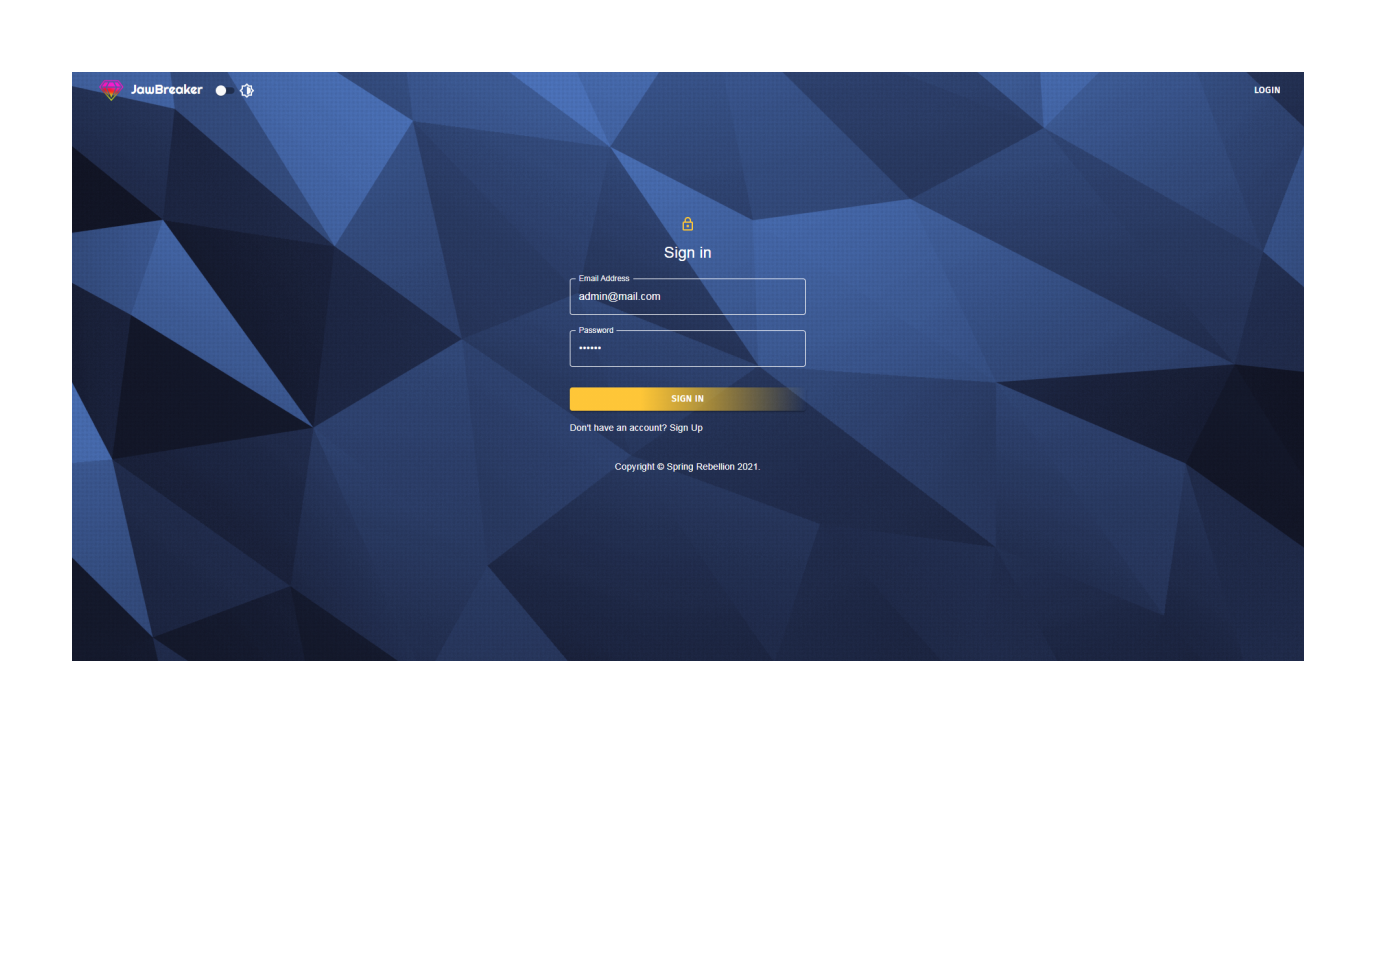 JawBreaker
LOGIN
Sign in
Email Address
admin@mail.com
Password
••••••
SIGN IN
Don't have an account? Sign Up
Copyright © Spring Rebellion 2021.